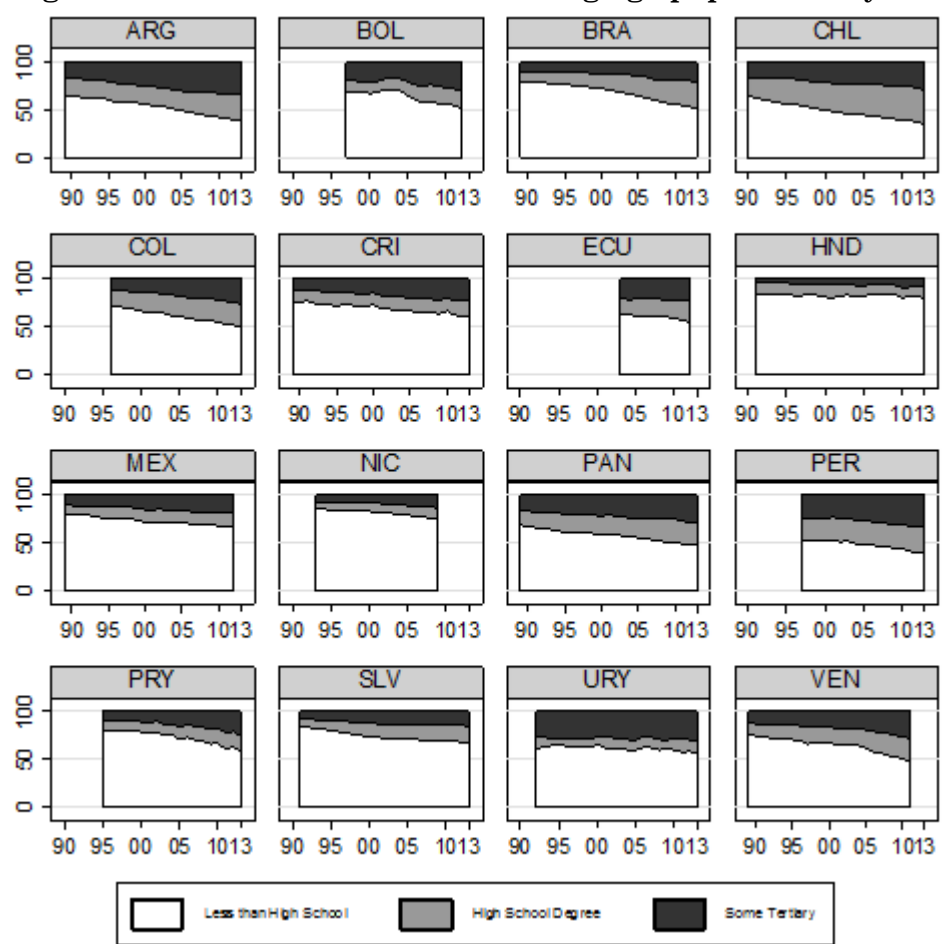 ARG BOL BRA CHL
0 50 100
90 95 00 05 1013 90 95 00 05 1013 90 95 00 05 1013 90 95 00 05 1013
COL CRI ECU HND
0 50 100
90 95 00 05 1013 90 95 00 05 1013 90 95 00 05 1013 90 95 00 05 1013
MEX NIC PAN PER
0 50 100
90 95 00 05 1013 90 95 00 05 1013 90 95 00 05 1013 90 95 00 05 1013
PRY SLV URY VEN
0 50 100
90 95 00 05 1013 90 95 00 05 1013 90 95 00 05 1013 90 95 00 05 1013
Less than High School High School Degree Some Tertiary